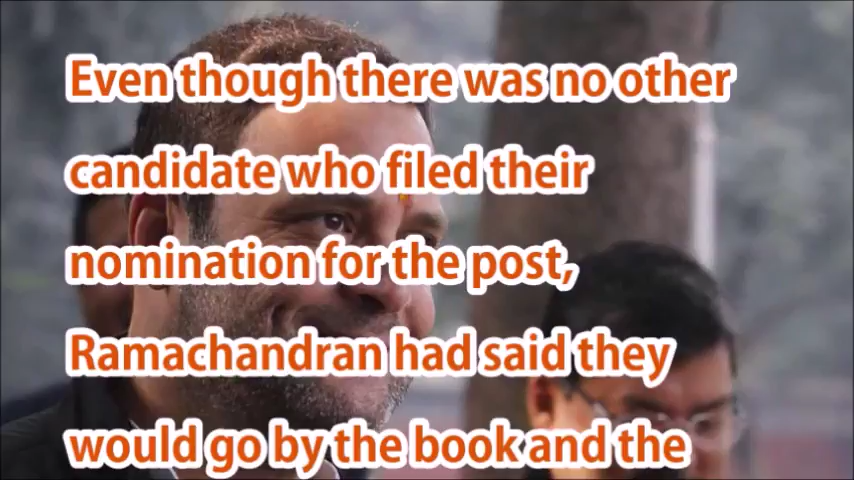 Even though there was no other
candidate who filed their
nomination for the post,
Ramachandran had said they
would go by the book and the